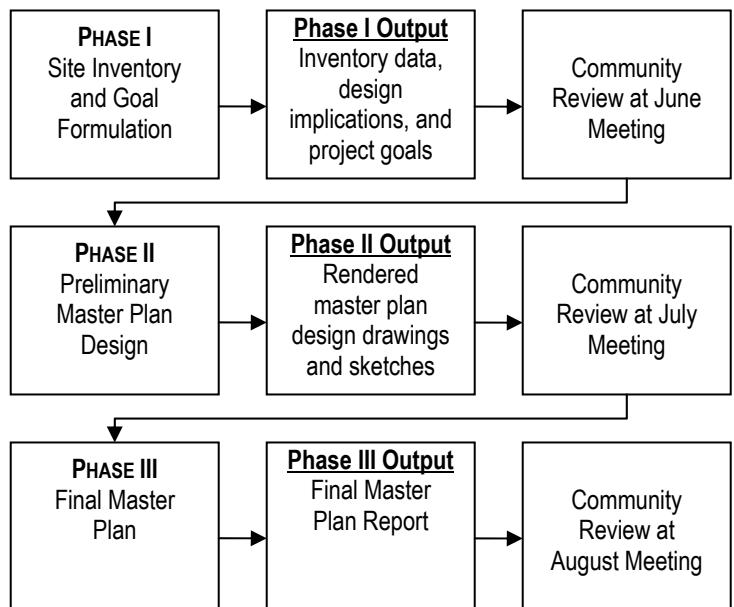 PHASE I
Site Inventory
and Goal
Formulation
Phase I Output
Inventory data,
design
implications, and
project goals
Community
Review at June
Meeting
PHASE II
Preliminary
Master Plan
Design
Phase II Output
Rendered
master plan
design drawings
and sketches
Community
Review at July
Meeting
PHASE III
Final Master
Plan
Phase III Output
Final Master
Plan Report
Community
Review at
August Meeting